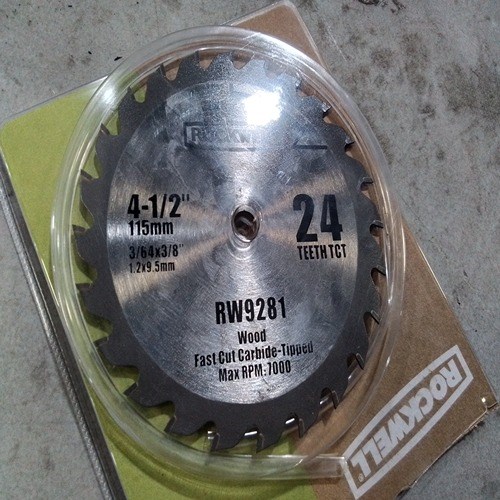 ROCKWELL
4-1/2"
115mm
3/64x3/8"
1.2x9.5mm
24
TEETH TCT
RW9281
Wood
Fast Cut Carbide-Tipped
Max RPM:7000
ROCKWELL